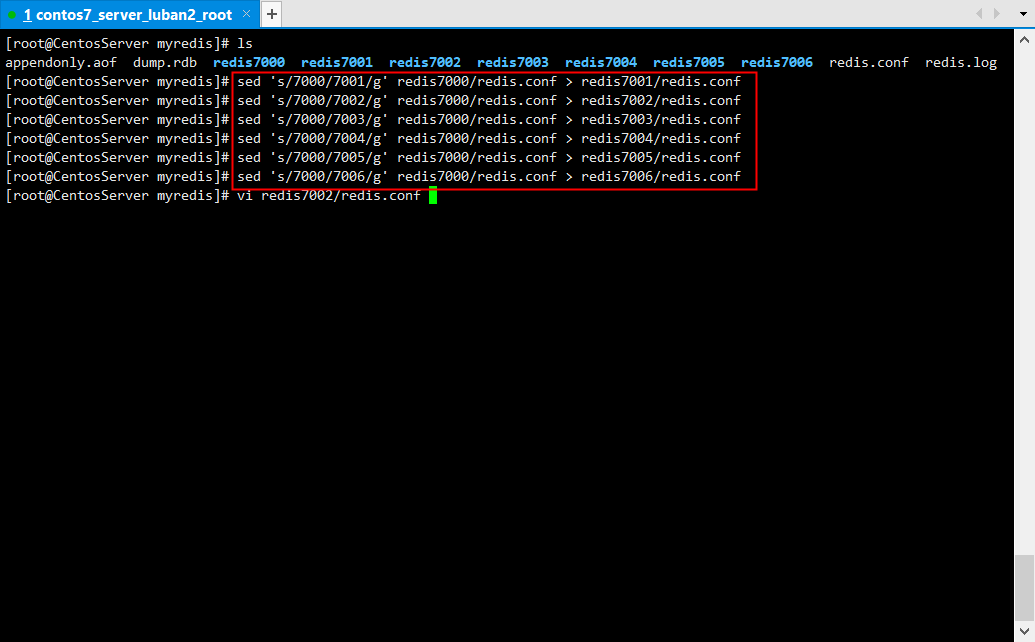 1 contos7_server_luban2_root × +
[root@CentosServer myredis]# ls
appendonly.aof dump.rdb redis7000 redis7001 redis7002 redis7003 redis7004 redis7005 redis7006 redis.conf redis.log
[root@CentosServer myredis]# sed 's/7000/7001/g' redis7000/redis.conf > redis7001/redis.conf
[root@CentosServer myredis]# sed 's/7000/7002/g' redis7000/redis.conf > redis7002/redis.conf
[root@CentosServer myredis]# sed 's/7000/7003/g' redis7000/redis.conf > redis7003/redis.conf
[root@CentosServer myredis]# sed 's/7000/7004/g' redis7000/redis.conf > redis7004/redis.conf
[root@CentosServer myredis]# sed 's/7000/7005/g' redis7000/redis.conf > redis7005/redis.conf
[root@CentosServer myredis]# sed 's/7000/7006/g' redis7000/redis.conf > redis7006/redis.conf
[root@CentosServer myredis]# vi redis7002/redis.conf